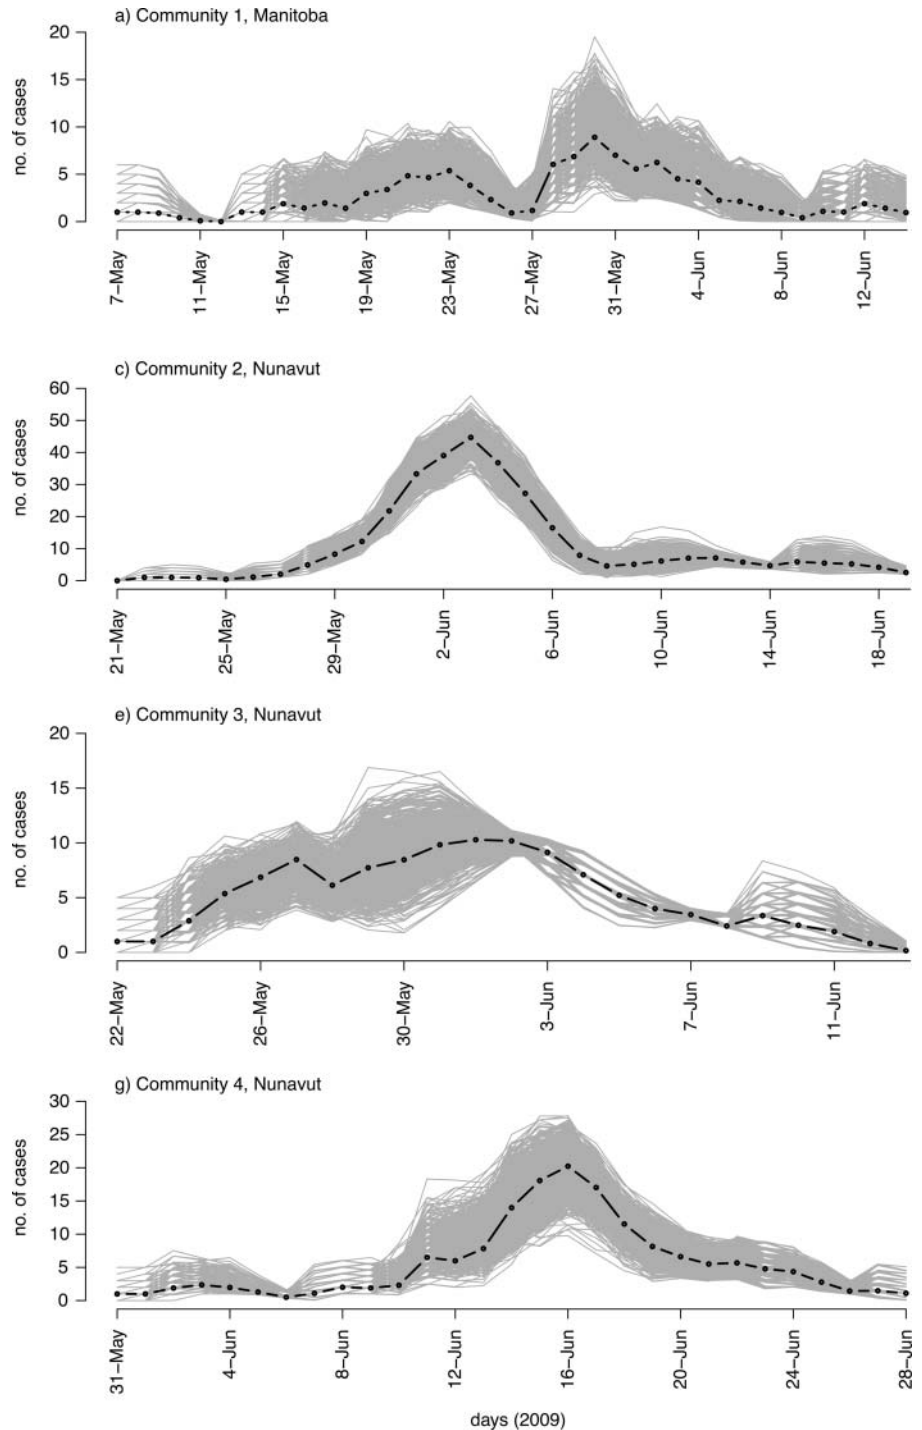 a) Community 1, Manitoba
no. of cases
20
15
10
5
0
7−May
11−May
15−May
19−May
23−May
27−May
31−May
4−Jun
8−Jun
12−Jun
c) Community 2, Nunavut
no. of cases
60
50
40
30
20
10
0
21−May
25−May
29−May
2−Jun
6−Jun
10−Jun
14−Jun
18−Jun
e) Community 3, Nunavut
no. of cases
20
15
10
5
0
22−May
26−May
30−May
3−Jun
7−Jun
11−Jun
g) Community 4, Nunavut
no. of cases
30
25
20
15
10
5
0
31−May
4−Jun
8−Jun
12−Jun
16−Jun
20−Jun
24−Jun
28−Jun
days (2009)